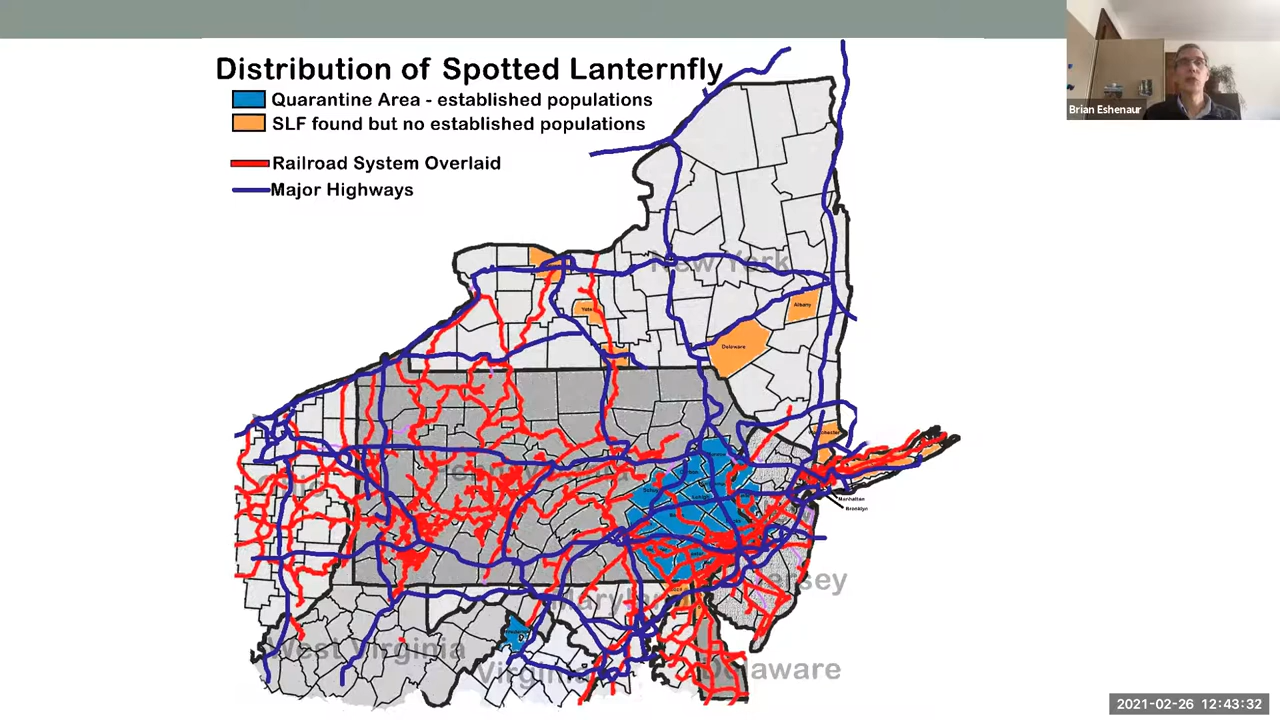 Distribution of Spotted Lanternfly
Quarantine Area - established populations
SLF found but no established populations
Railroad System Overlaid
Major Highways
Brian Eshenaur
New York
Albany
Delaware
Manhattan
Brooklyn
Maryland
West Virginia
Virginia
Delaware
2021-02-26 12:43:32